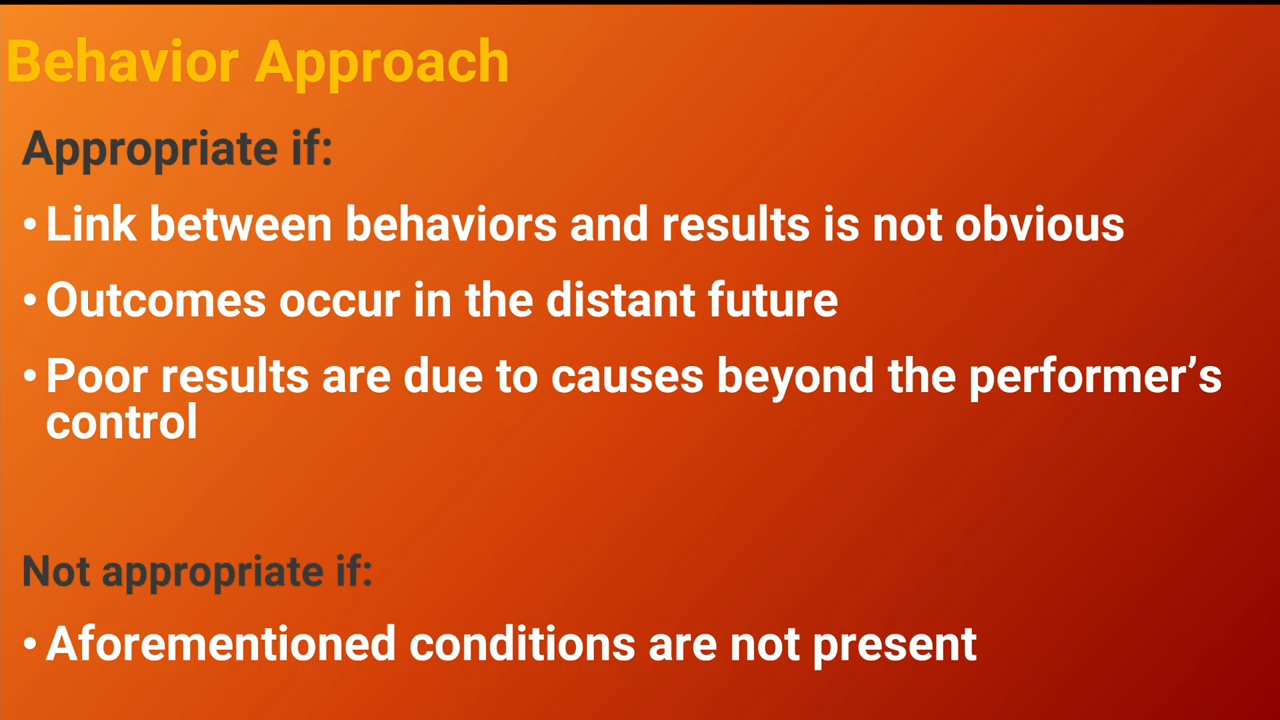 Behavior Approach
Appropriate if:
• Link between behaviors and results is not obvious
• Outcomes occur in the distant future
• Poor results are due to causes beyond the performer’s
control
Not appropriate if:
• Aforementioned conditions are not present